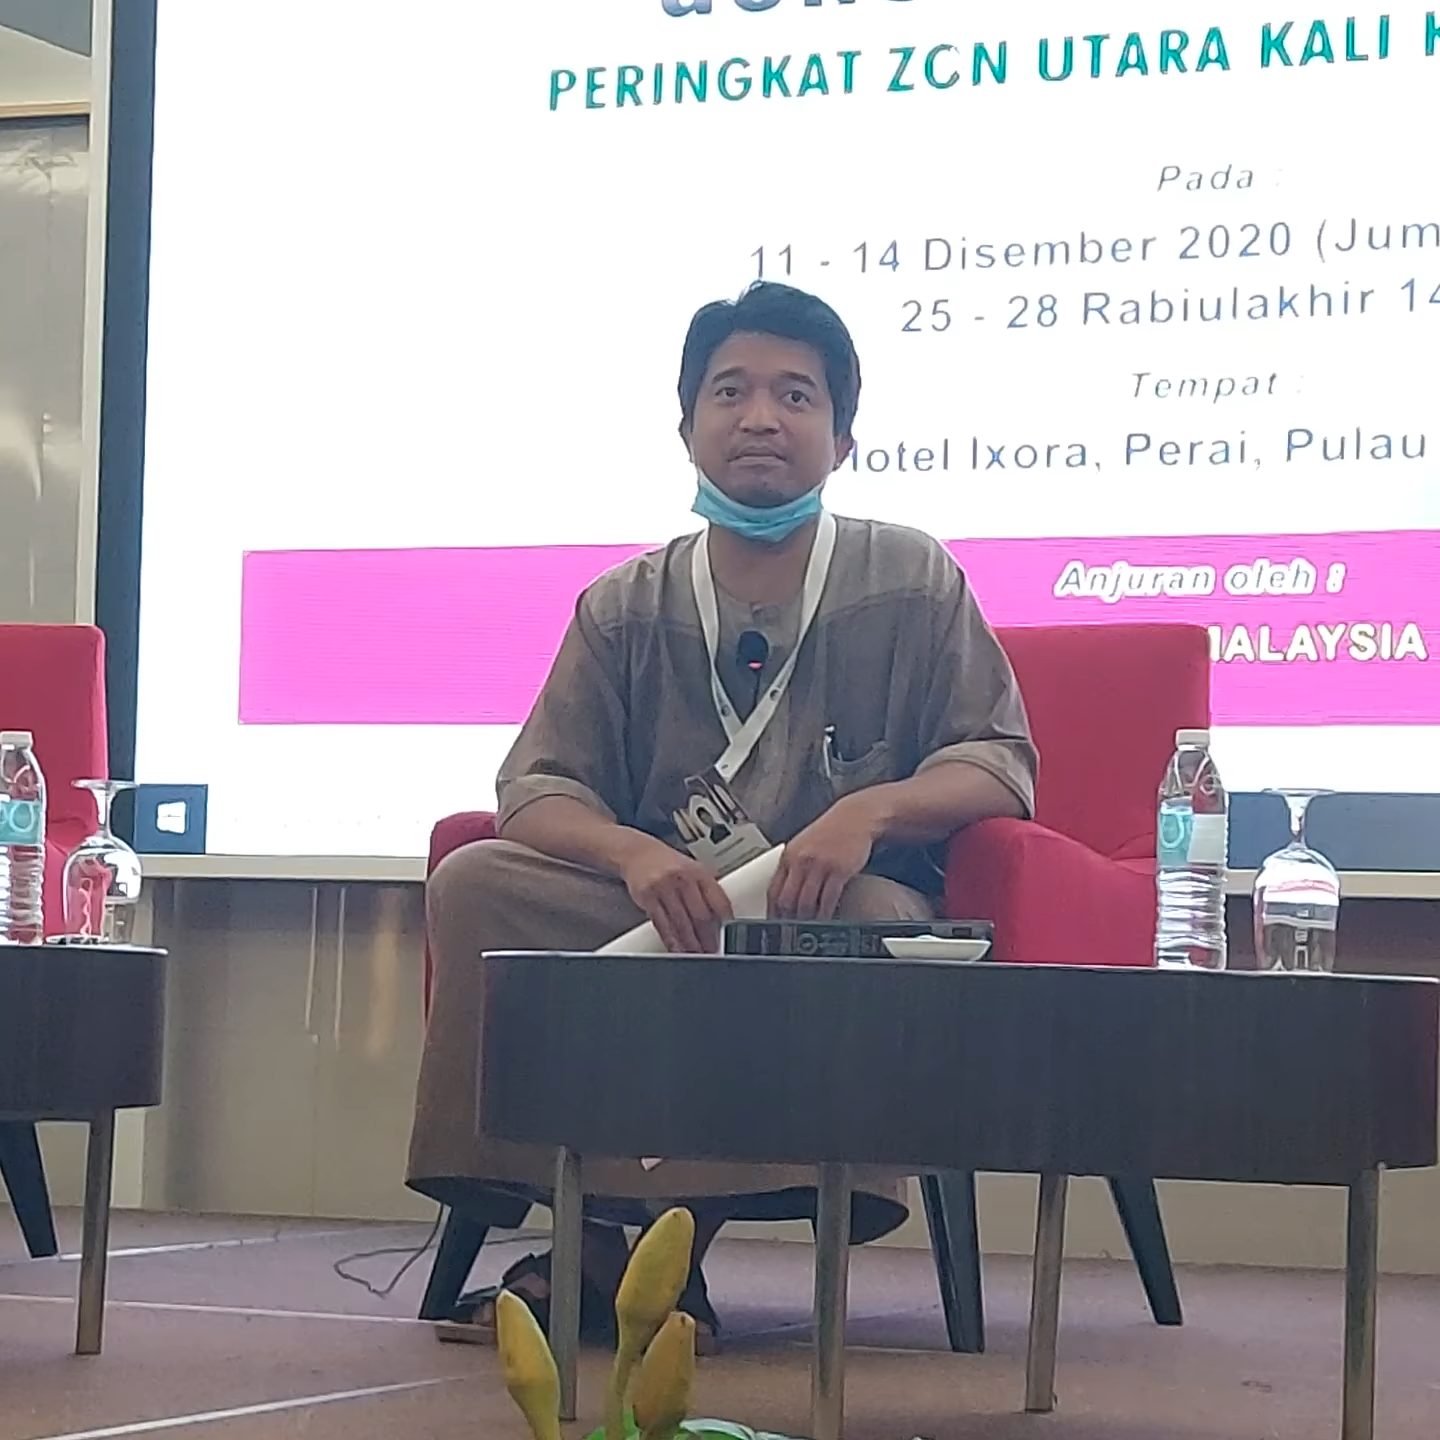 PERINGKAT ZCN UTARA KALI
Pada :
11 - 14 Disember 2020 (Jum
25 - 28 Rabiulakhir 14
Tempat :
Hotel Ixora, Perai, Pulau
Anjuran oleh :
MALAYSIA